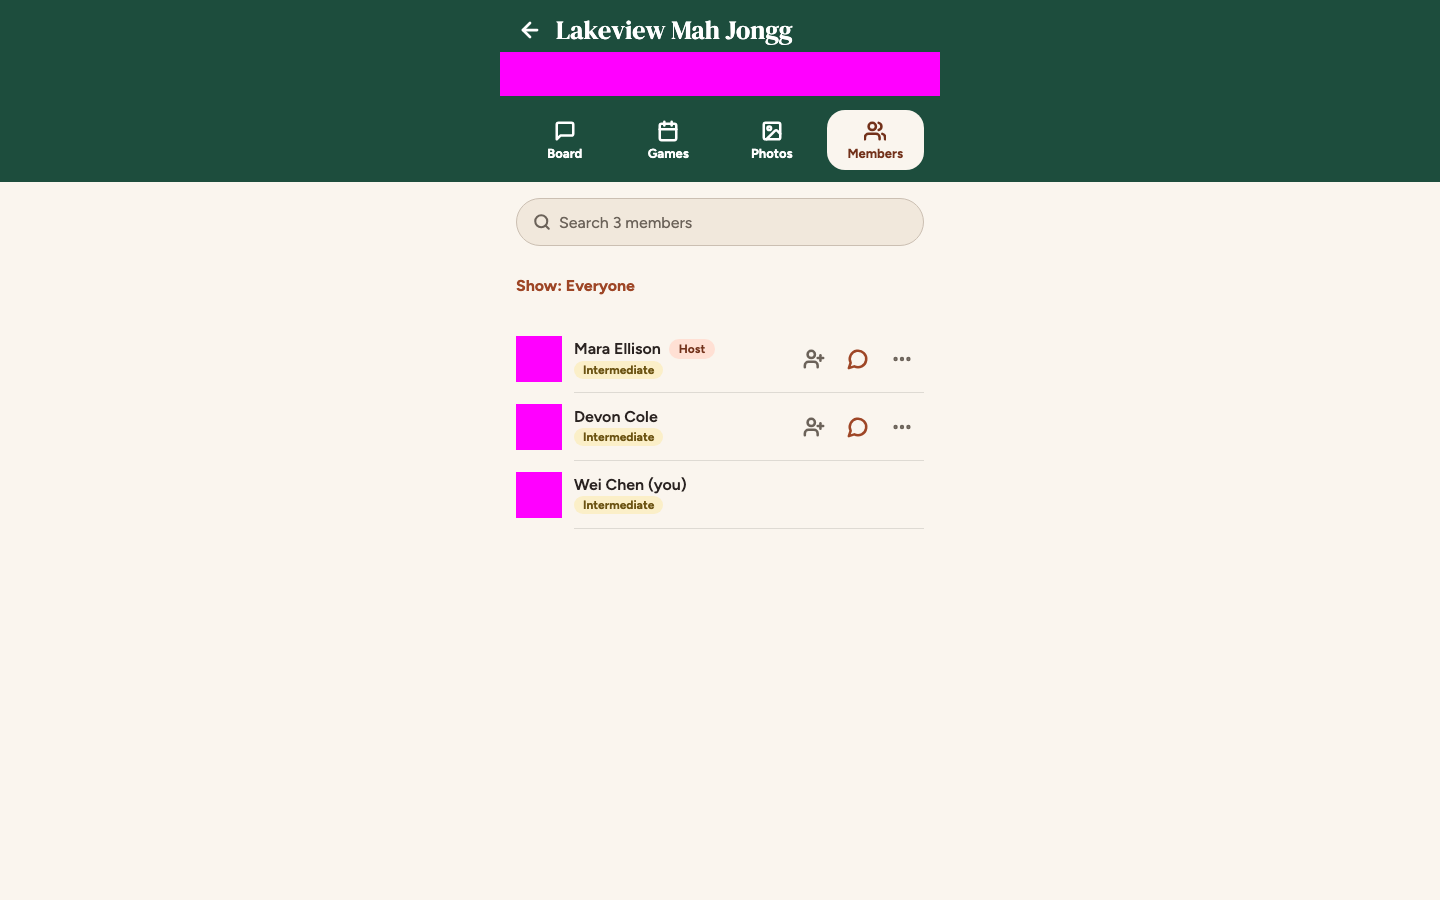 Lakeview Mah Jongg
Board
Games
Photos
Members
Search 3 members
Show: Everyone
Mara Ellison
Host
Intermediate
Devon Cole
Intermediate
Wei Chen (you)
Intermediate